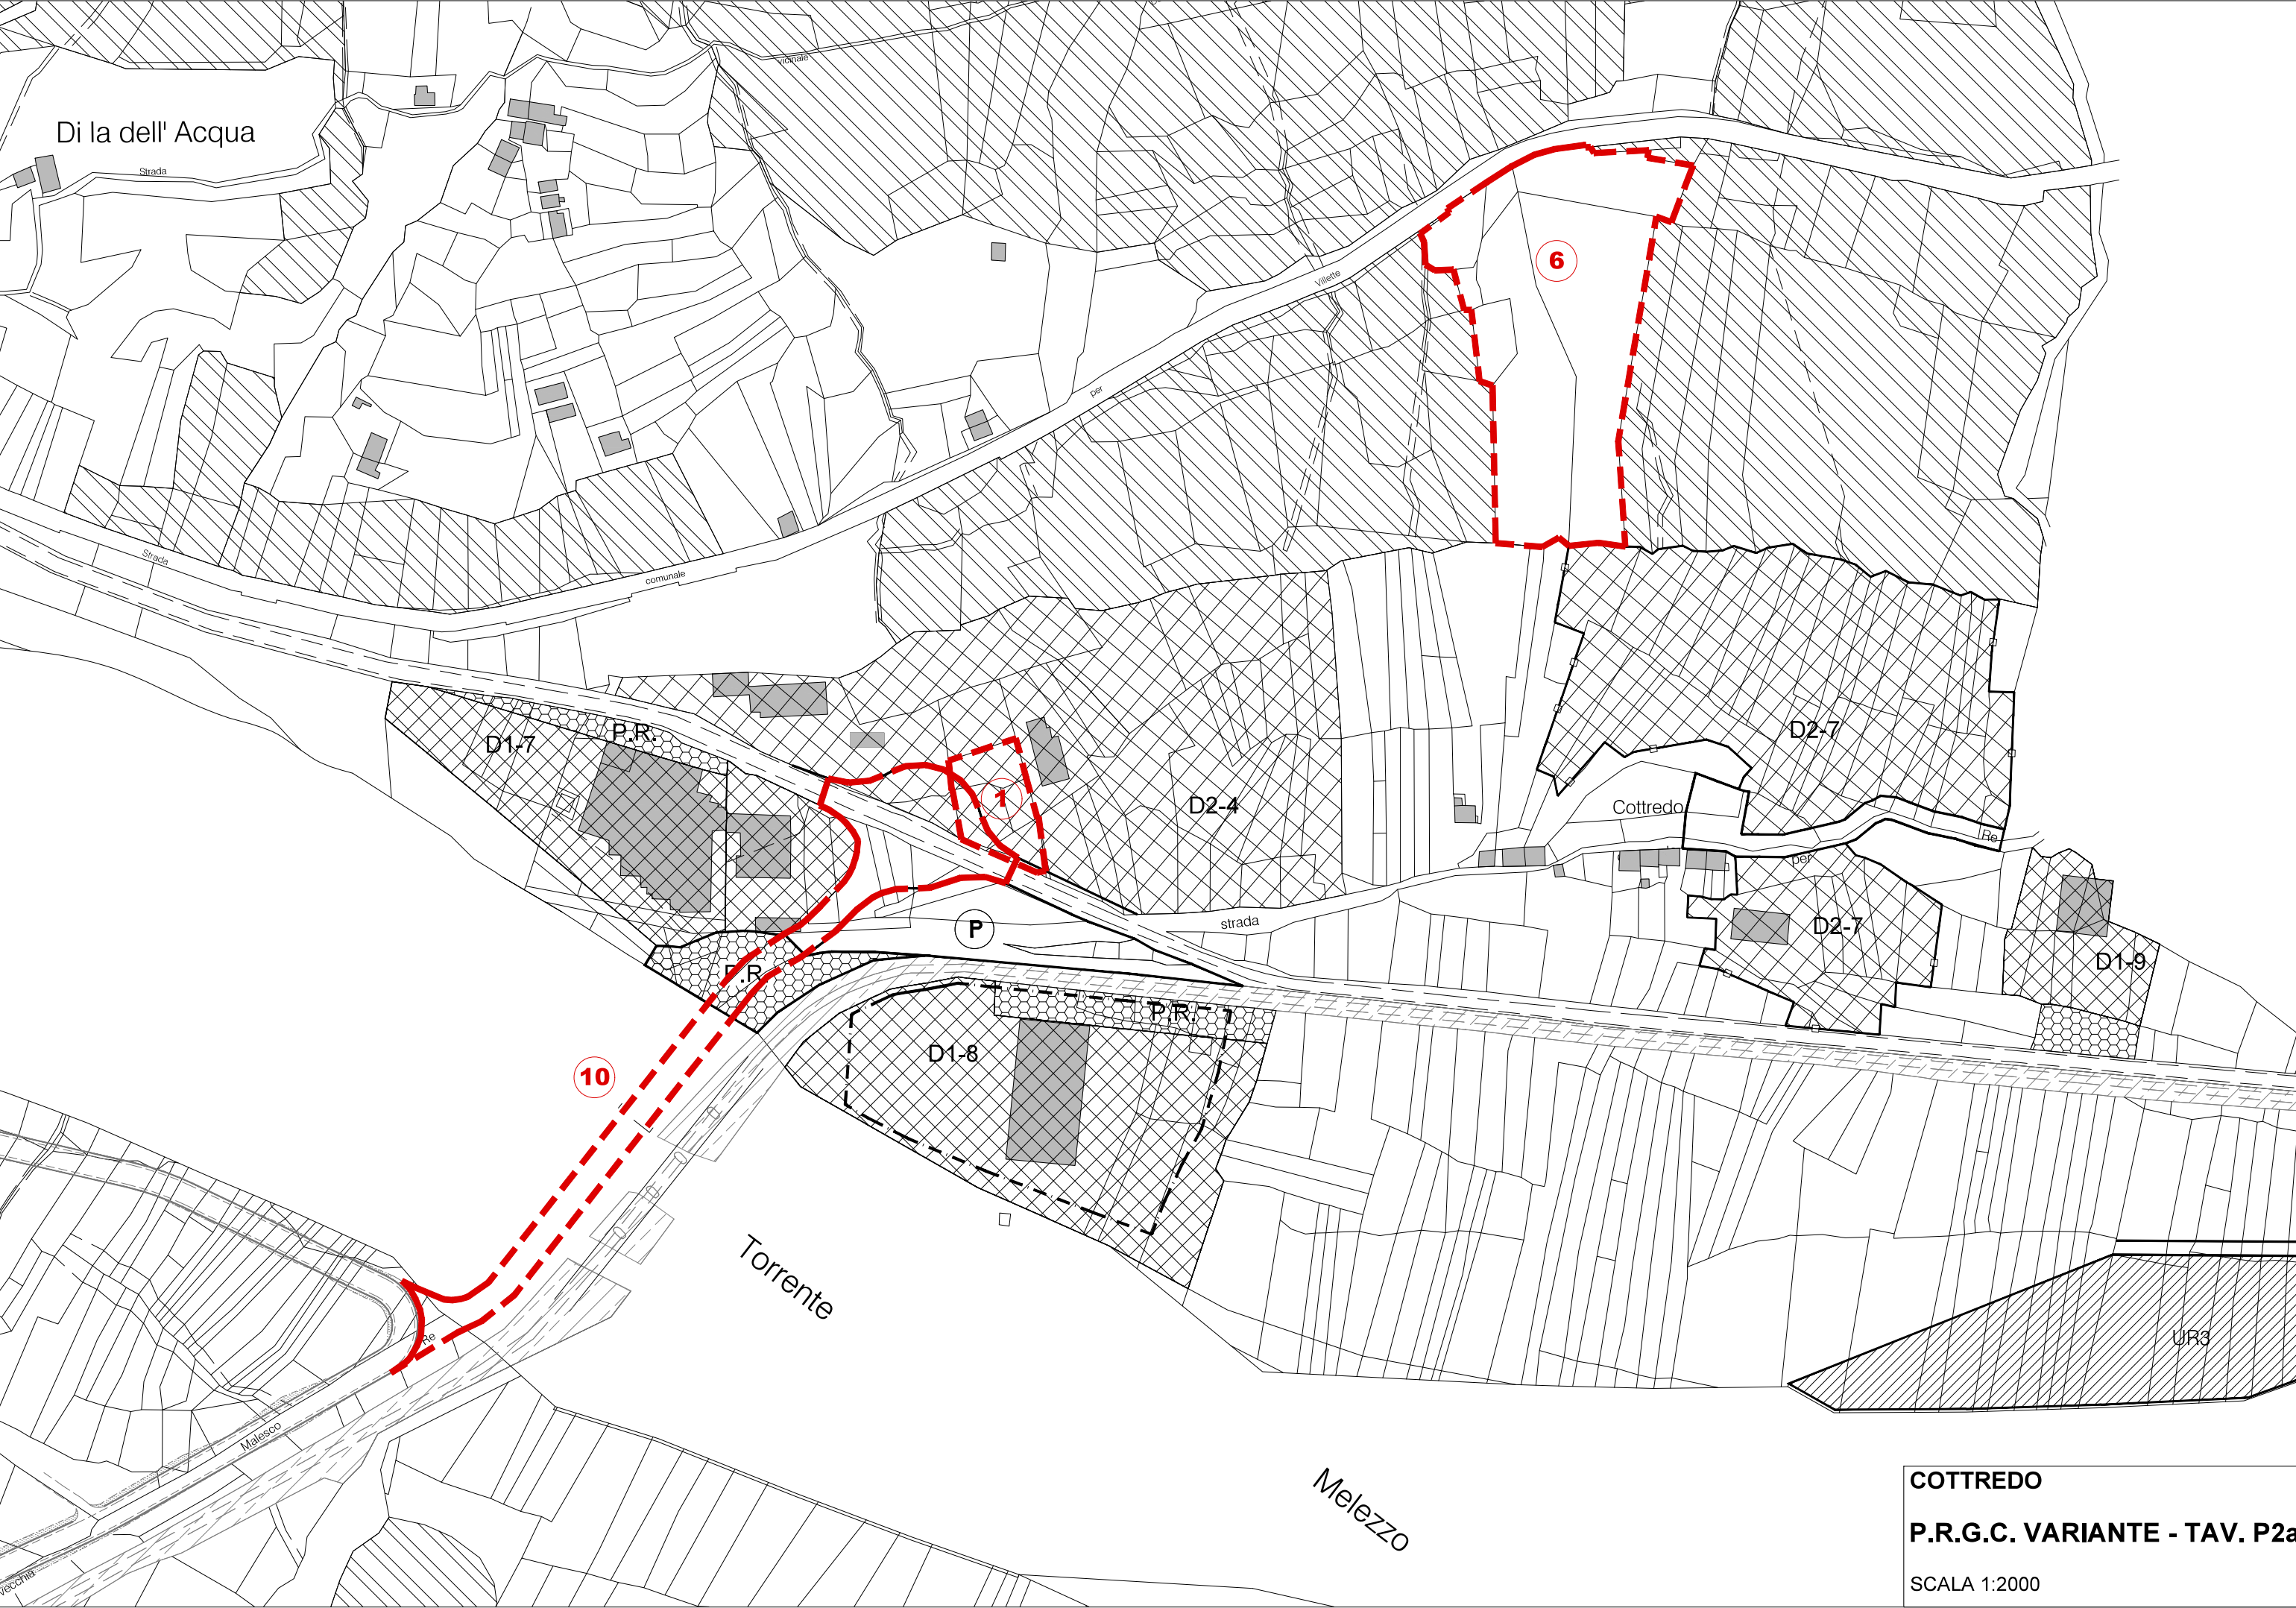 vicinale
Di la dell' Acqua
Strada
6
Villette
per
Strada
comunale
D1-7
P.R.
D2-7
1
D2-4
Cottredo
Re
per
strada
P
D2-7
P.R.
D1-9
P.R.
D1-8
10
Torrente
Re
UR3
Malesco
Melezzo
vecchia
COTTREDO
P.R.G.C. VARIANTE - TAV. P2a
SCALA 1:2000